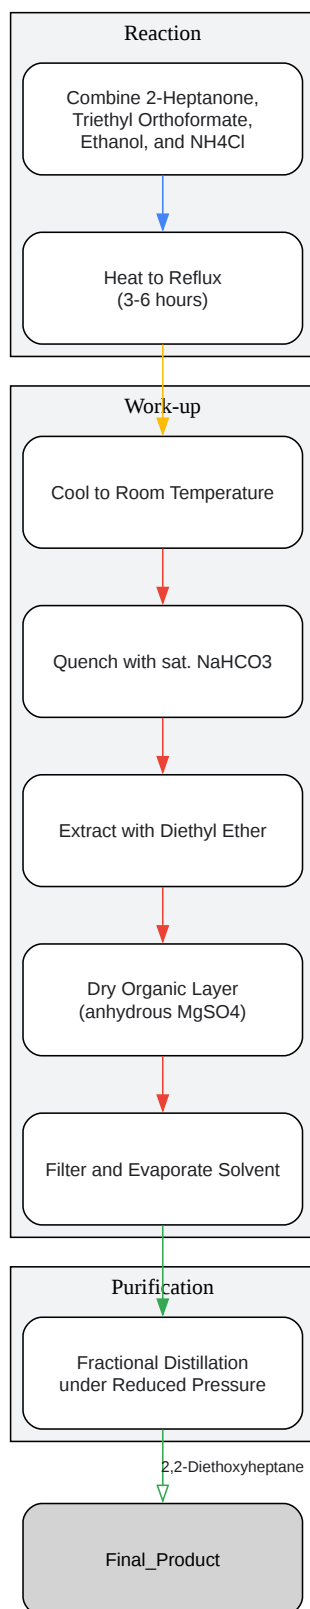 Reaction
Combine 2-Heptanone,
Triethyl Orthoformate,
Ethanol, and NH4Cl
Heat to Reflux
(3-6 hours)
Work-up
Cool to Room Temperature
Quench with sat. NaHCO3
Extract with Diethyl Ether
Dry Organic Layer
(anhydrous MgSO4)
Filter and Evaporate Solvent
Purification
Fractional Distillation
under Reduced Pressure
2,2-Diethoxyheptane
Final_Product